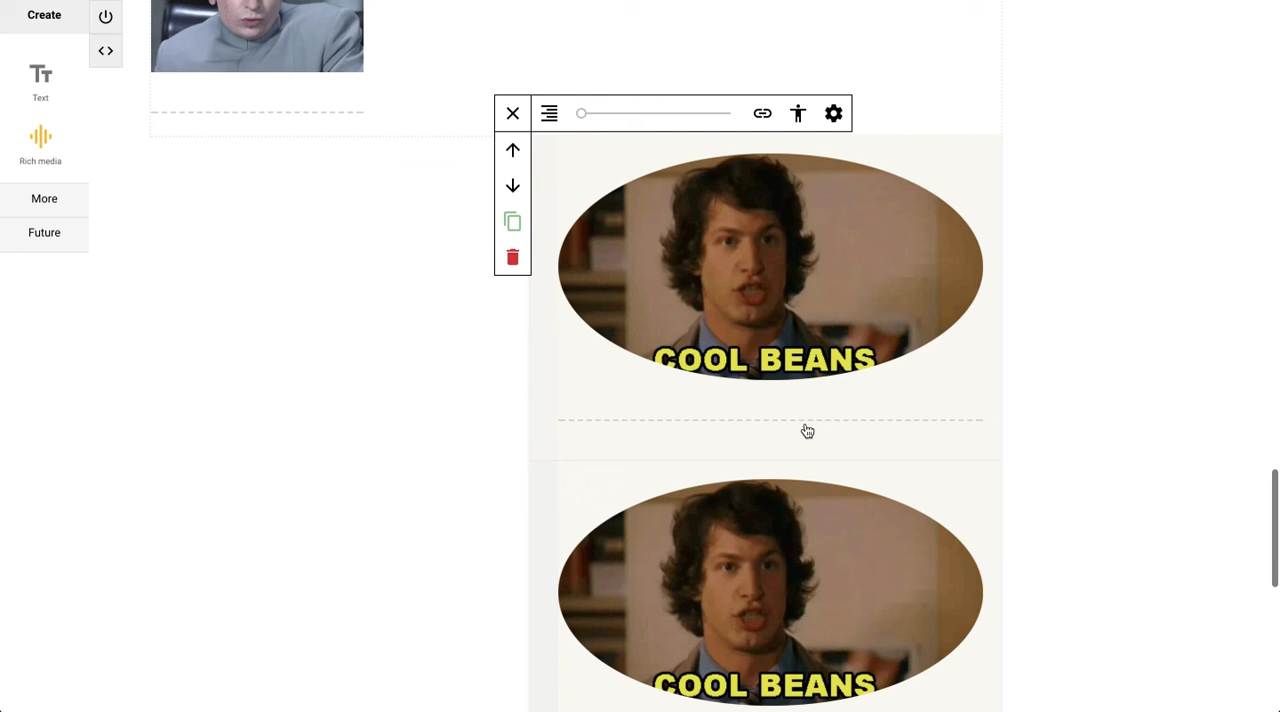 Create
Text
Rich media
More
Future
COOL BEANS
COOL BEANS